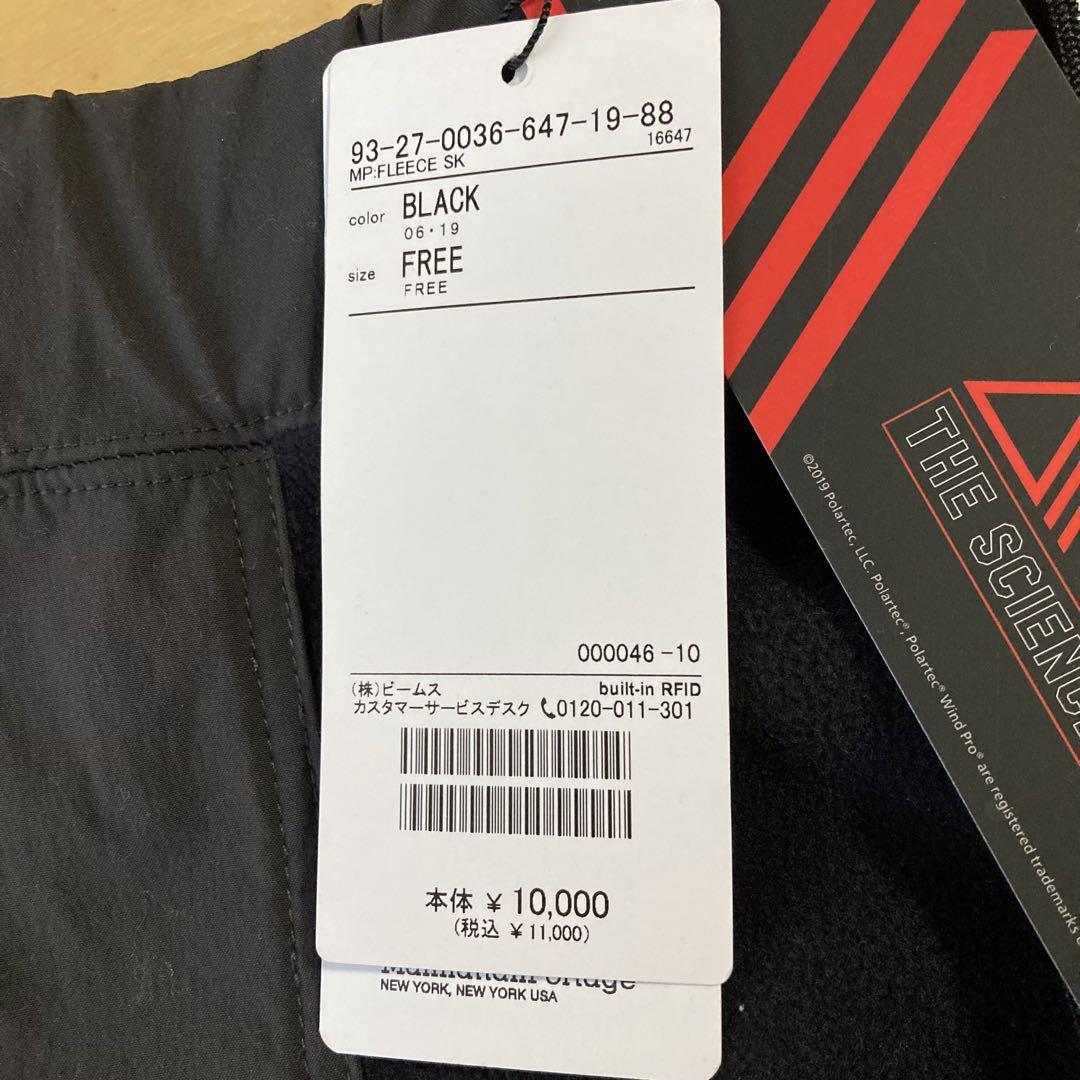 93-27-0036-647-19-88
MP:FLEECE SK 16647
color BLACK
06・19
size FREE
FREE
000046-10
(株)ビームス built-in RFID
カスタマーサービスデスク 0120-011-301
本体 ¥ 10,000
(税込 ¥11,000)
Manhattan Portage
NEW YORK, NEW YORK USA
THE SCIENCE
©2019 Polartec, LLC. Polartec®, Polartec® Wind Pro® are registered trademarks